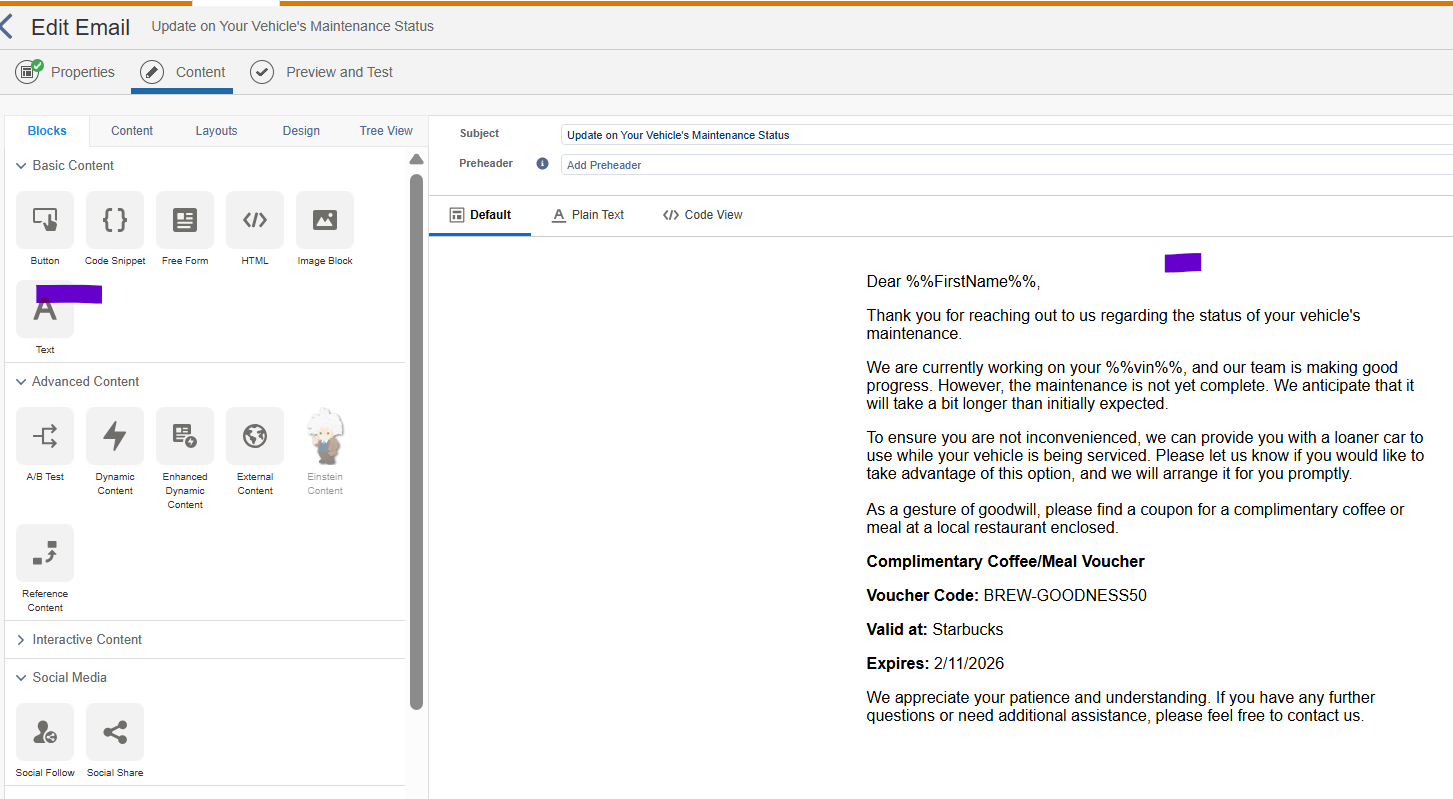 Edit Email Update on Your Vehicle's Maintenance Status
Properties Content Preview and Test
Blocks Content Layouts Design Tree View
Basic Content
Button Code Snippet Free Form HTML Image Block
Text
Advanced Content
A/B Test Dynamic Content Enhanced Dynamic Content External Content Einstein Content
Reference Content
Interactive Content
Social Media
Social Follow Social Share
Subject Update on Your Vehicle's Maintenance Status
Preheader Add Preheader
Default Plain Text Code View
Dear %%FirstName%%,
Thank you for reaching out to us regarding the status of your vehicle's
maintenance.
We are currently working on your %%vin%%, and our team is making good
progress. However, the maintenance is not yet complete. We anticipate that it
will take a bit longer than initially expected.
To ensure you are not inconvenienced, we can provide you with a loaner car to
use while your vehicle is being serviced. Please let us know if you would like to
take advantage of this option, and we will arrange it for you promptly.
As a gesture of goodwill, please find a coupon for a complimentary coffee or
meal at a local restaurant enclosed.
Complimentary Coffee/Meal Voucher
Voucher Code: BREW-GOODNESS50
Valid at: Starbucks
Expires: 2/11/2026
We appreciate your patience and understanding. If you have any further
questions or need additional assistance, please feel free to contact us.